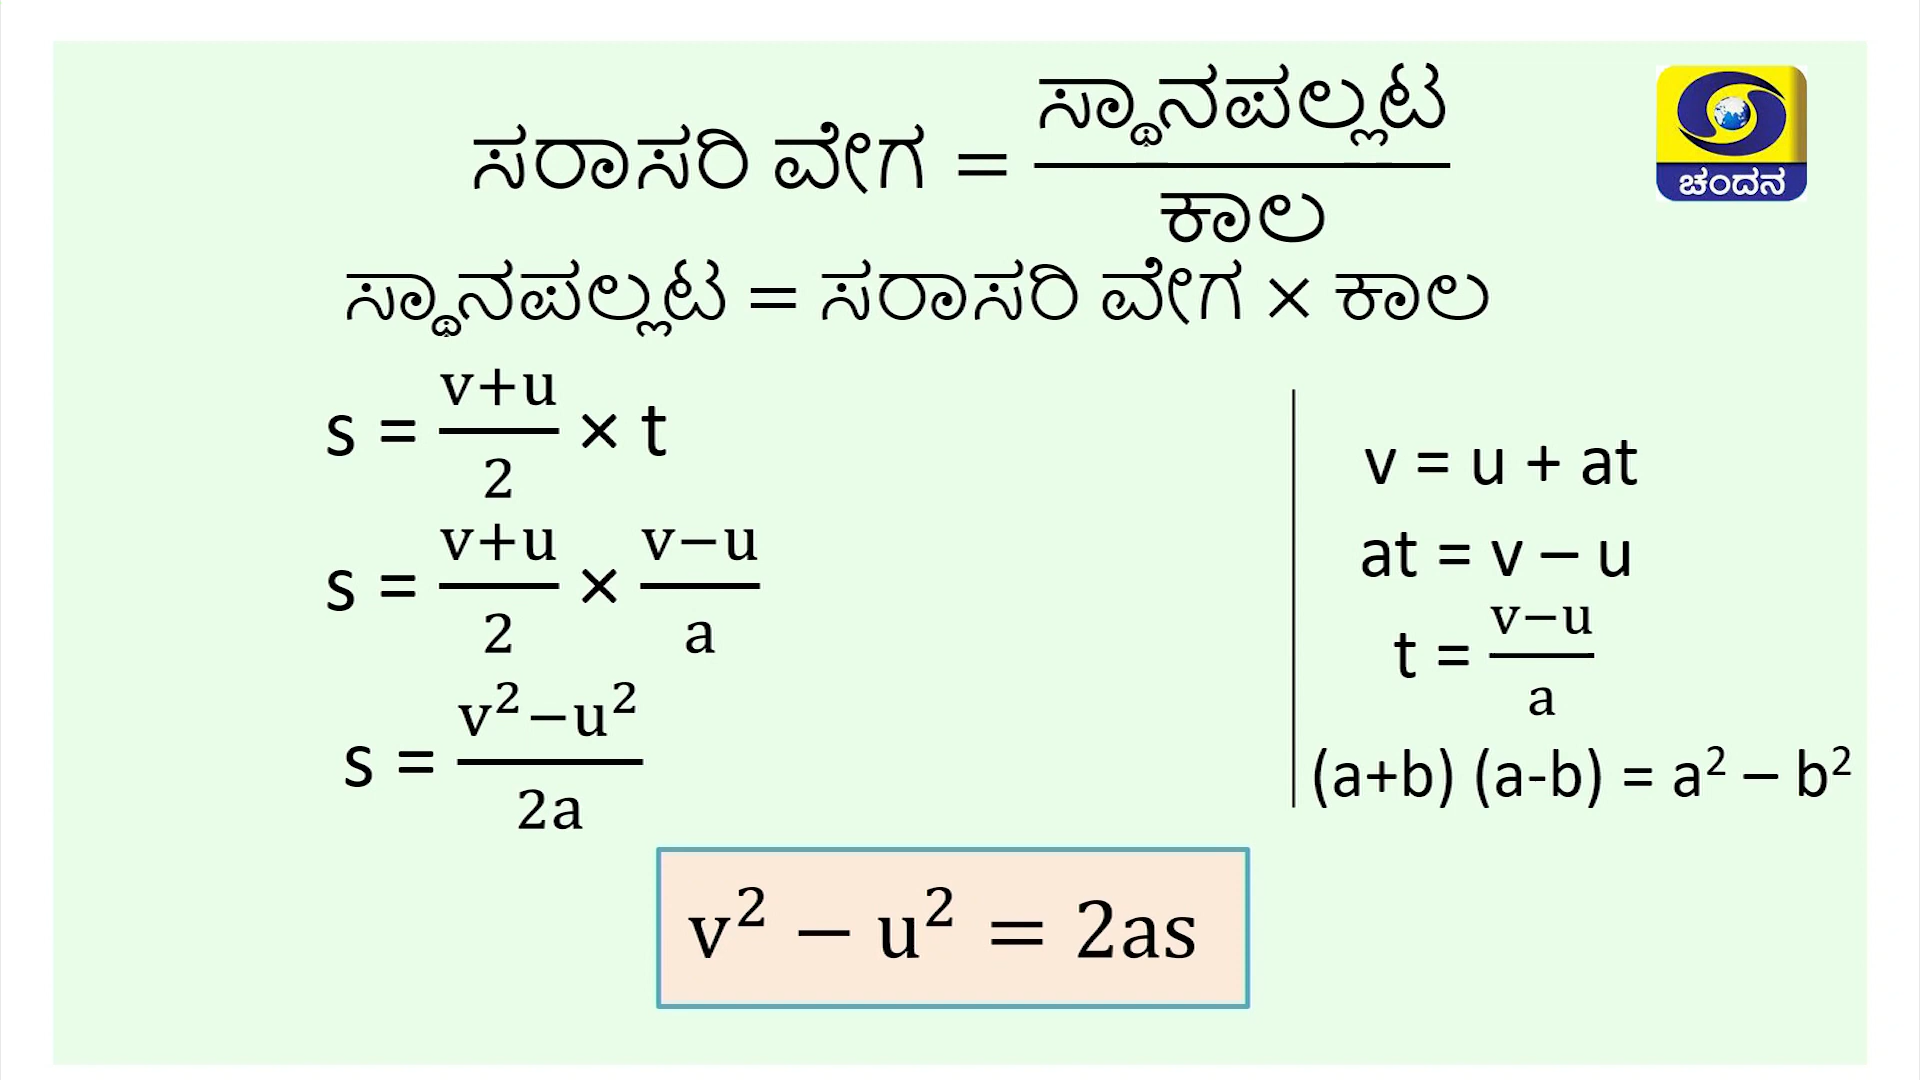 ಸರಾಸರಿ ವೇಗ = ಸ್ಥಾನಪಲ್ಲಟ / ಕಾಲ
ಚಂದನ
ಸ್ಥಾನಪಲ್ಲಟ = ಸರಾಸರಿ ವೇಗ × ಕಾಲ
s = v+u / 2 × t
s = v+u / 2 × v−u / a
s = v²−u² / 2a
v = u + at
at = v – u
t = v−u / a
(a+b) (a-b) = a² – b²
v² − u² = 2as